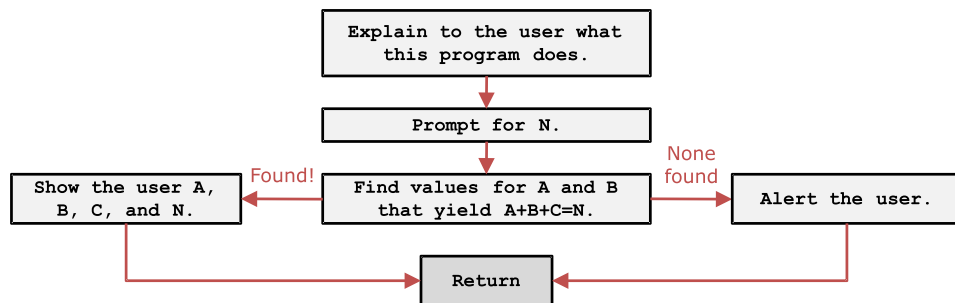 Explain to the user what
this program does.
Prompt for N.
Found!
None
found
Show the user A,
B, C, and N.
Find values for A and B
that yield A+B+C=N.
Alert the user.
Return